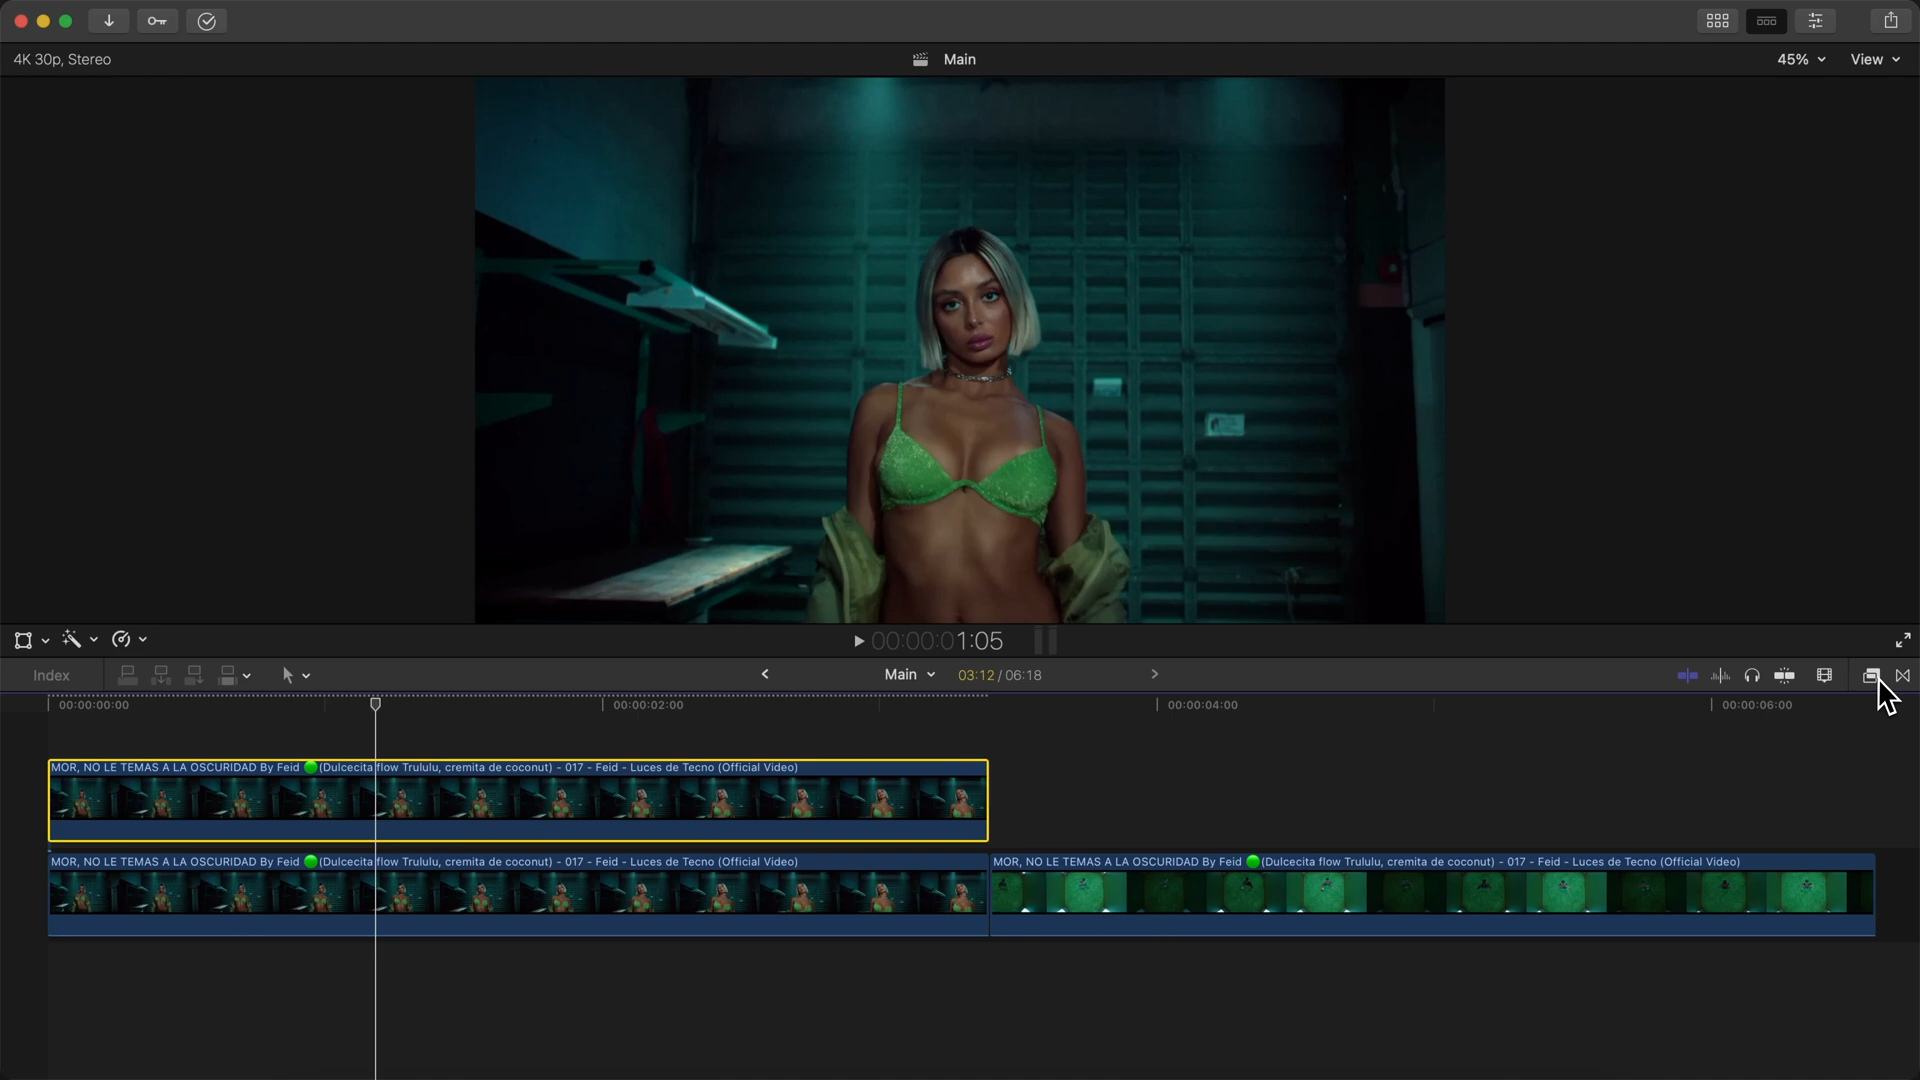 4K 30p, Stereo
Main
45%
View
00:00:01:05
Index
Main
03:12 / 06:18
00:00:00:00
00:00:02:00
00:00:04:00
00:00:06:00
MOR, NO LE TEMAS A LA OSCURIDAD By Feid 🟢(Dulcecita flow Trululu, cremita de coconut) - 017 - Feid - Luces de Tecno (Official Video)
MOR, NO LE TEMAS A LA OSCURIDAD By Feid 🟢(Dulcecita flow Trululu, cremita de coconut) - 017 - Feid - Luces de Tecno (Official Video)
MOR, NO LE TEMAS A LA OSCURIDAD By Feid 🟢(Dulcecita flow Trululu, cremita de coconut) - 017 - Feid - Luces de Tecno (Official Video)